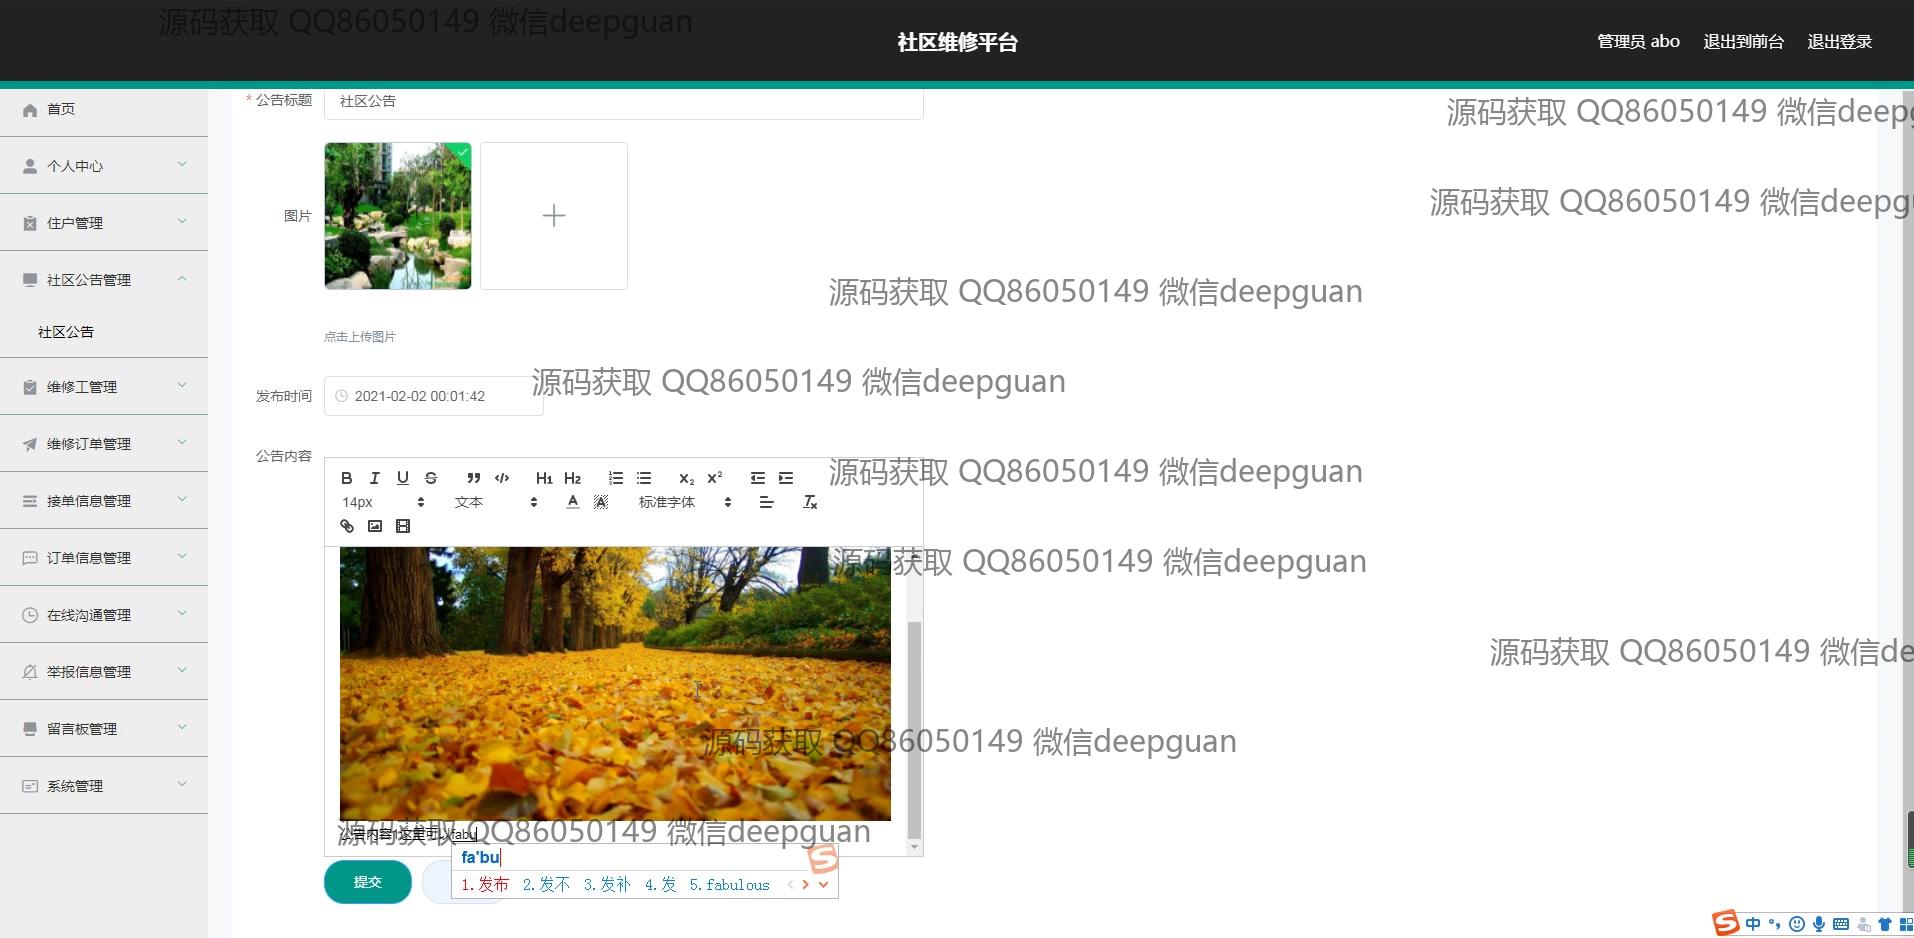 源码获取 QQ86050149 微信deepguan
社区维修平台
管理员 abo 退出到前台 退出登录
首页
个人中心
住户管理
社区公告管理
社区公告
维修工管理
维修订单管理
接单信息管理
订单信息管理
在线沟通管理
举报信息管理
留言板管理
系统管理
* 公告标题 社区公告
源码获取 QQ86050149 微信deepg
图片
源码获取 QQ86050149 微信deepgu
源码获取 QQ86050149 微信deepguan
点击上传图片
发布时间 2021-02-02 00:01:42
源码获取 QQ86050149 微信deepguan
公告内容
B I U S H1 H2 X2 X2
源码获取 QQ86050149 微信deepguan
14px 文本 A A 标准字体 Tx
源码获取 QQ86050149 微信deepguan
源码获取 QQ86050149 微信de
源码获取 QQ86050149 微信deepguan
源码获取 QQ86050149 微信deepguan
公告内容1这里可以fabu
fa'bu
1.发布 2.发不 3.发补 4.发 5.fabulous
提交
S 中